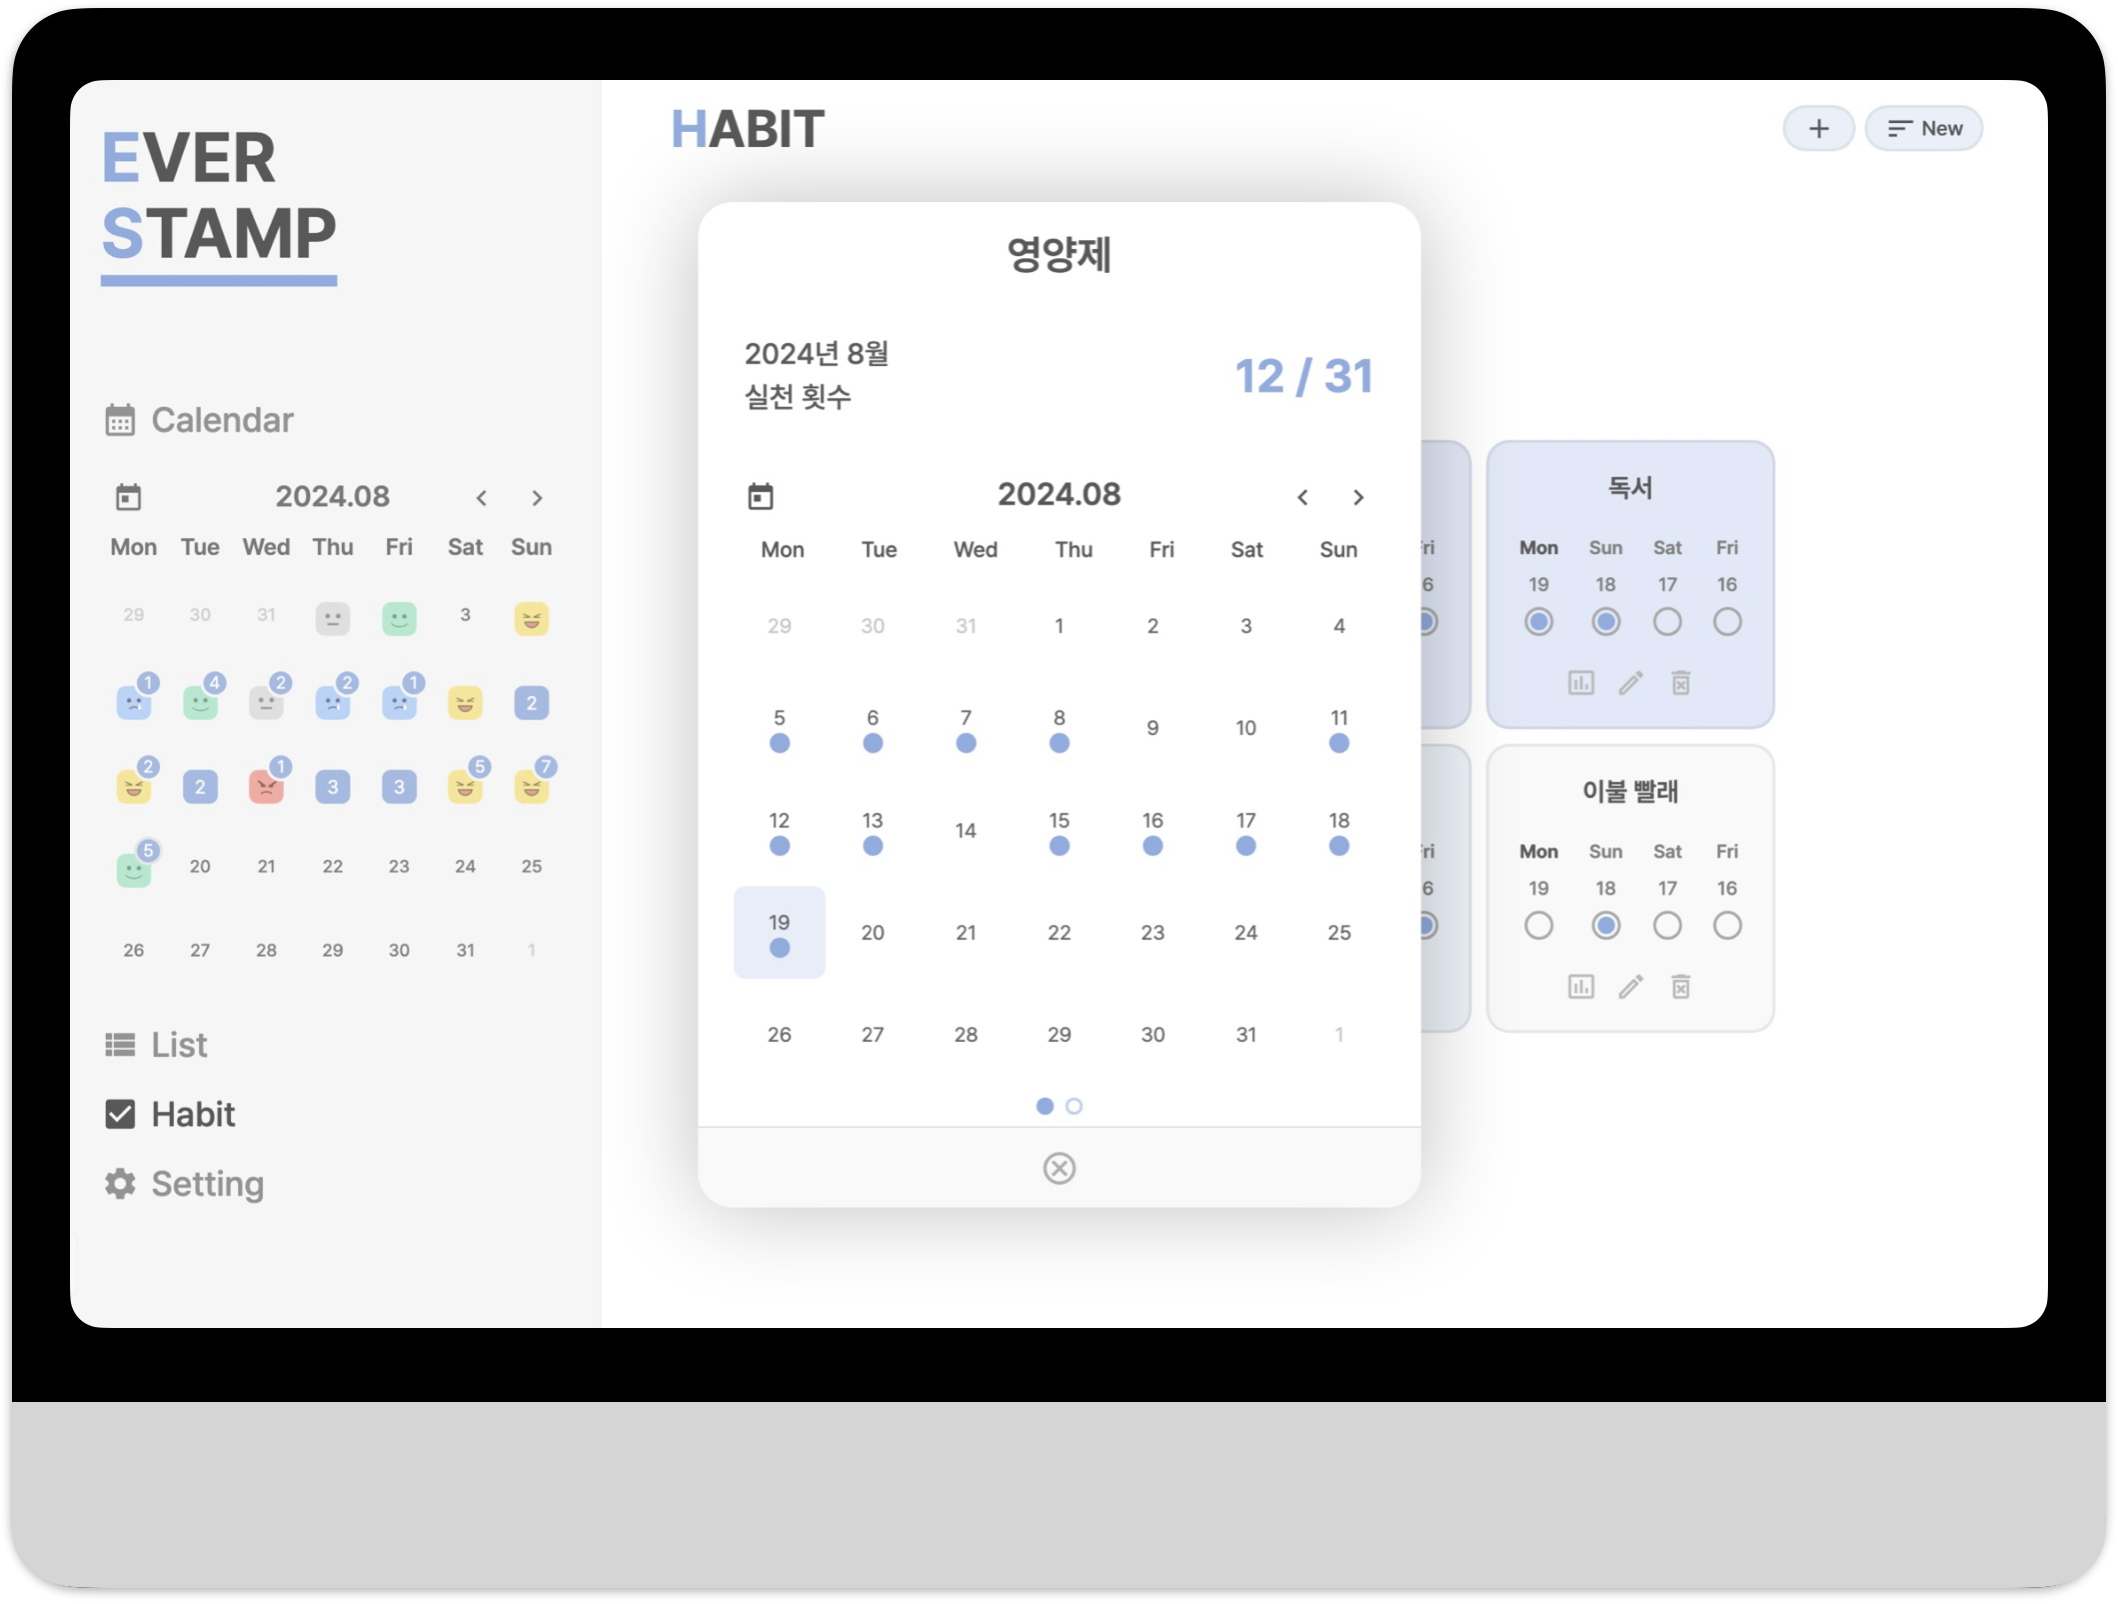 EVER
STAMP
Calendar
2024.08
Mon Tue Wed Thu Fri Sat Sun
29 30 31 3
1 4 2 2 1 2
2 2 1 3 3 5 7
5 20 21 22 23 24 25
26 27 28 29 30 31 1
List
Habit
Setting
HABIT
+ New
영양제
2024년 8월
실천 횟수
12 / 31
2024.08
Mon Tue Wed Thu Fri Sat Sun
29 30 31 1 2 3 4
5 6 7 8 9 10 11
12 13 14 15 16 17 18
19 20 21 22 23 24 25
26 27 28 29 30 31 1
독서
Mon Sun Sat Fri
19 18 17 16
이불 빨래
Mon Sun Sat Fri
19 18 17 16